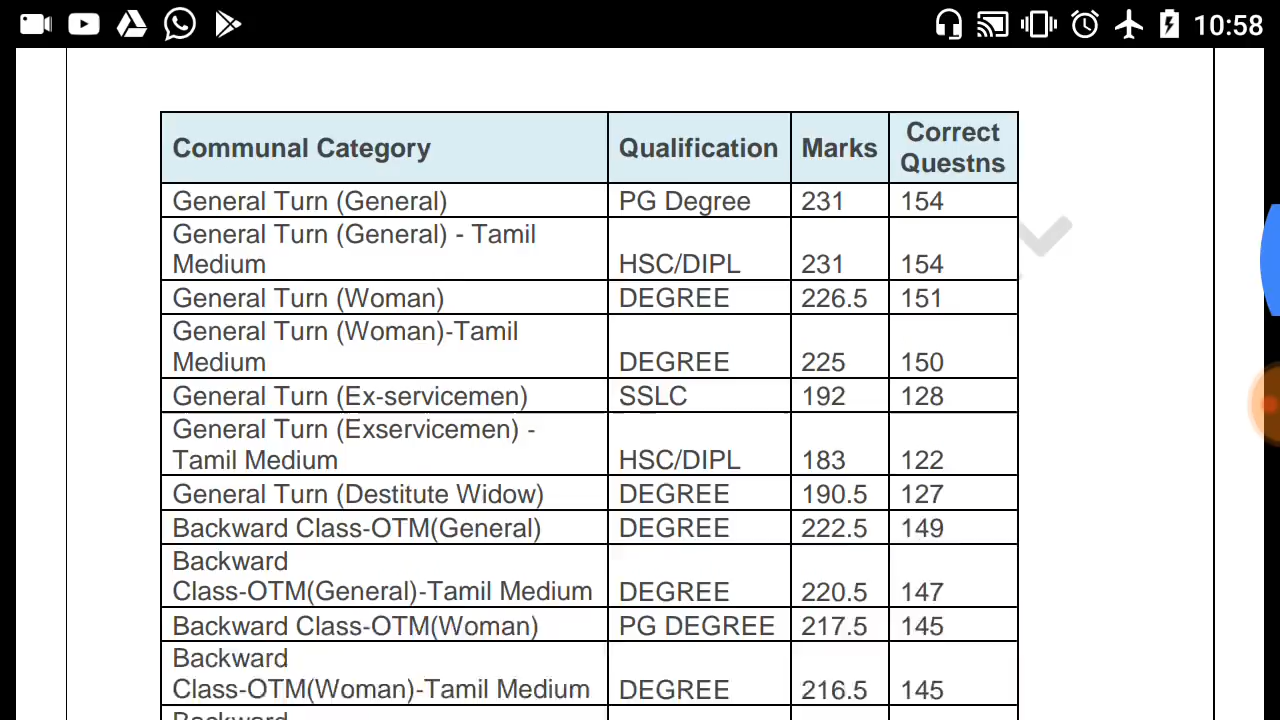 10:58
Communal Category Qualification Marks Correct Questns
General Turn (General) PG Degree 231 154
General Turn (General) - Tamil
Medium HSC/DIPL 231 154
General Turn (Woman) DEGREE 226.5 151
General Turn (Woman)-Tamil
Medium DEGREE 225 150
General Turn (Ex-servicemen) SSLC 192 128
General Turn (Exservicemen) -
Tamil Medium HSC/DIPL 183 122
General Turn (Destitute Widow) DEGREE 190.5 127
Backward Class-OTM(General) DEGREE 222.5 149
Backward
Class-OTM(General)-Tamil Medium DEGREE 220.5 147
Backward Class-OTM(Woman) PG DEGREE 217.5 145
Backward
Class-OTM(Woman)-Tamil Medium DEGREE 216.5 145
Backward